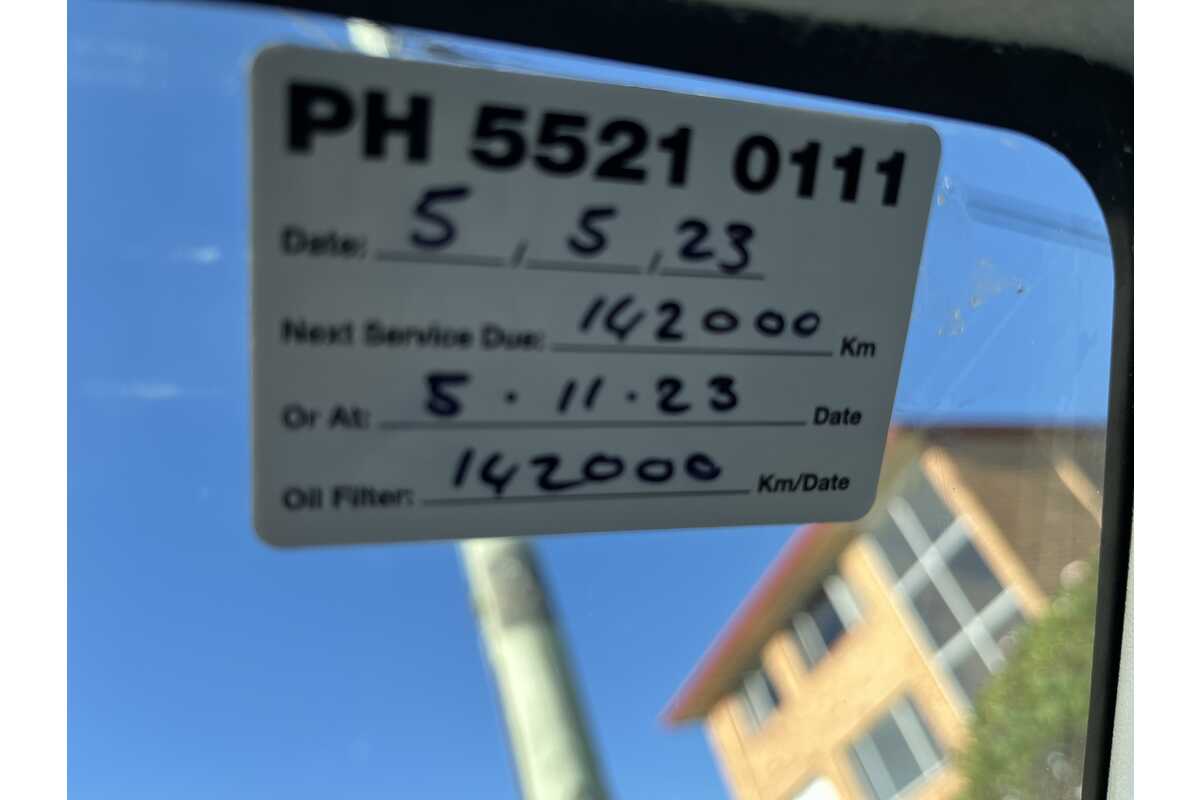 PH 5521 0111
Date: 5 , 5 , 23
Next Service Due: 142000 Km
Or At: 5 . 11 . 23 Date
Oil Filter: 142000 Km/Date